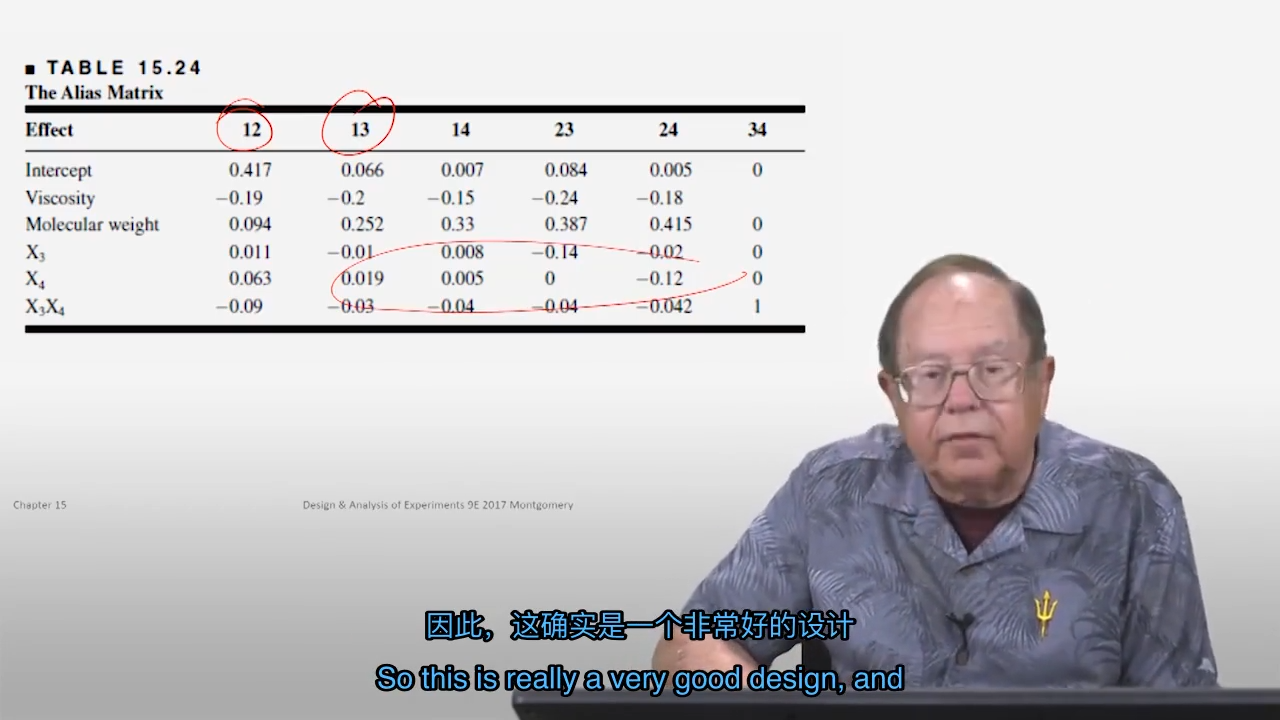 ■ TABLE 15.24
The Alias Matrix
Effect 12 13 14 23 24 34
Intercept 0.417 0.066 0.007 0.084 0.005 0
Viscosity −0.19 −0.2 −0.15 −0.24 −0.18
Molecular weight 0.094 0.252 0.33 0.387 0.415 0
X₃ 0.011 −0.01 0.008 −0.14 −0.02 0
X₄ 0.063 0.019 0.005 0 −0.12 0
X₃X₄ −0.09 −0.03 −0.04 −0.04 −0.042 1
Chapter 15 Design & Analysis of Experiments 9E 2017 Montgomery
因此，这确实是一个非常好的设计
So this is really a very good design, and